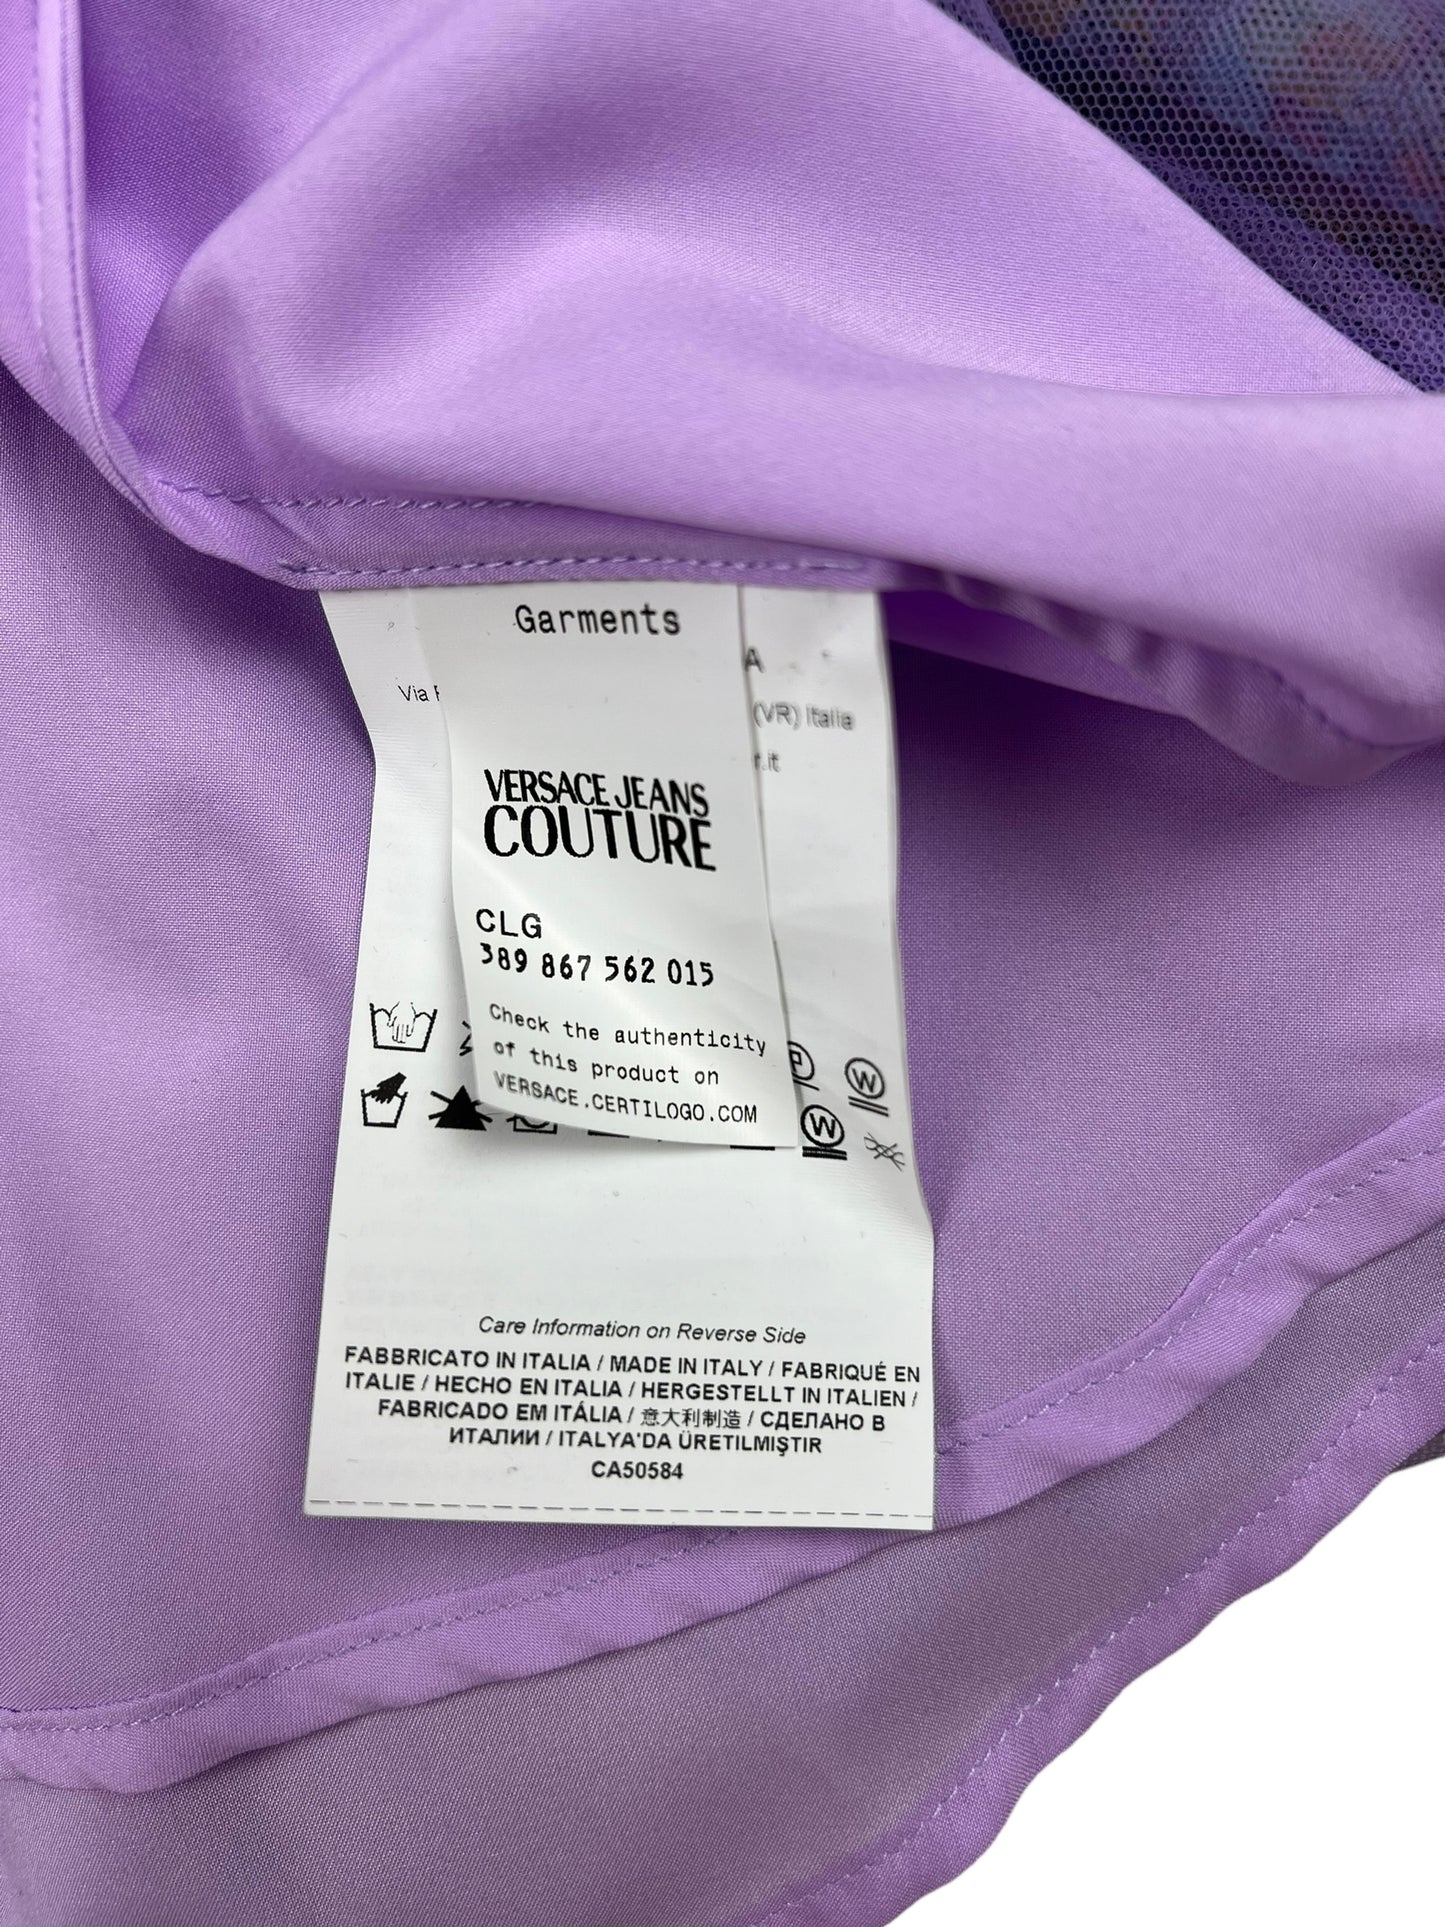 Garments
A
Via
(VR) Italia
VERSACE JEANS
COUTURE
CLG
389 867 562 015
Check the authenticity
of this product on
VERSACE.CERTILOGO.COM
P
W
W
Care Information on Reverse Side
FABBRICATO IN ITALIA / MADE IN ITALY / FABRIQUÉ EN
ITALIE / HECHO EN ITALIA / HERGESTELLT IN ITALIEN /
FABRICADO EM ITÁLIA / 意大利制造 / СДЕЛАНО В
ИТАЛИИ / ITALYA'DA ÜRETILMIŞTIR
CA50584